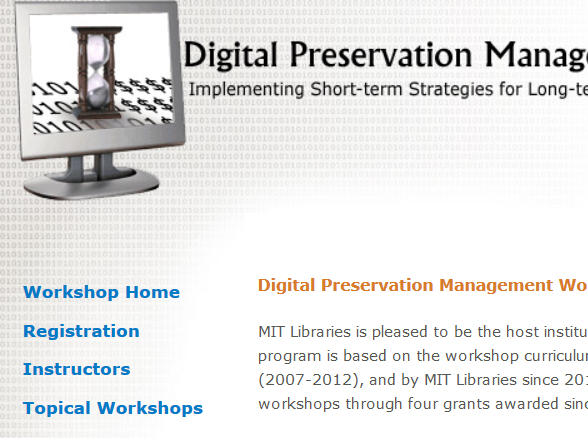 Digital Preservation Manag
Implementing Short-term Strategies for Long-te
Workshop Home
Registration
Instructors
Topical Workshops
Digital Preservation Management Wo
MIT Libraries is pleased to be the host institu
program is based on the workshop curriculu
(2007-2012), and by MIT Libraries since 201
workshops through four grants awarded sinc